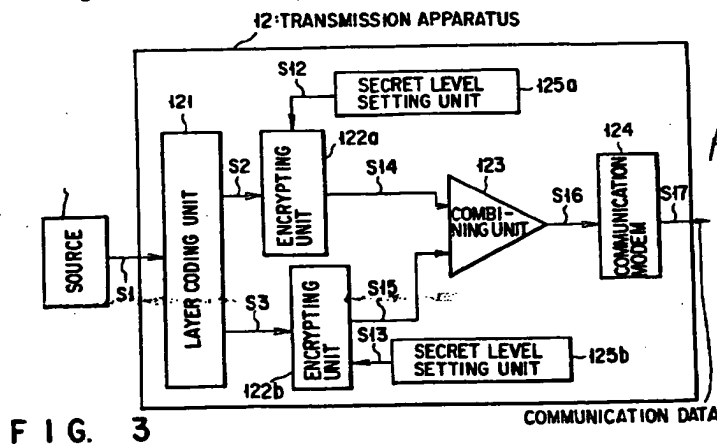 12:TRANSMISSION APPARATUS
S12
SECRET LEVEL
SETTING UNIT
125a
121
122a
124
S2
S14
123
S16
S17
SOURCE
S1
LAYER CODING UNIT
ENCRYPTING
UNIT
COMBI-
NING UNIT
COMMUNICATION
MODEM
S3
ENCRYPTING
UNIT
S15
S13
SECRET LEVEL
SETTING UNIT
125b
122b
COMMUNICATION DATA
FIG. 3